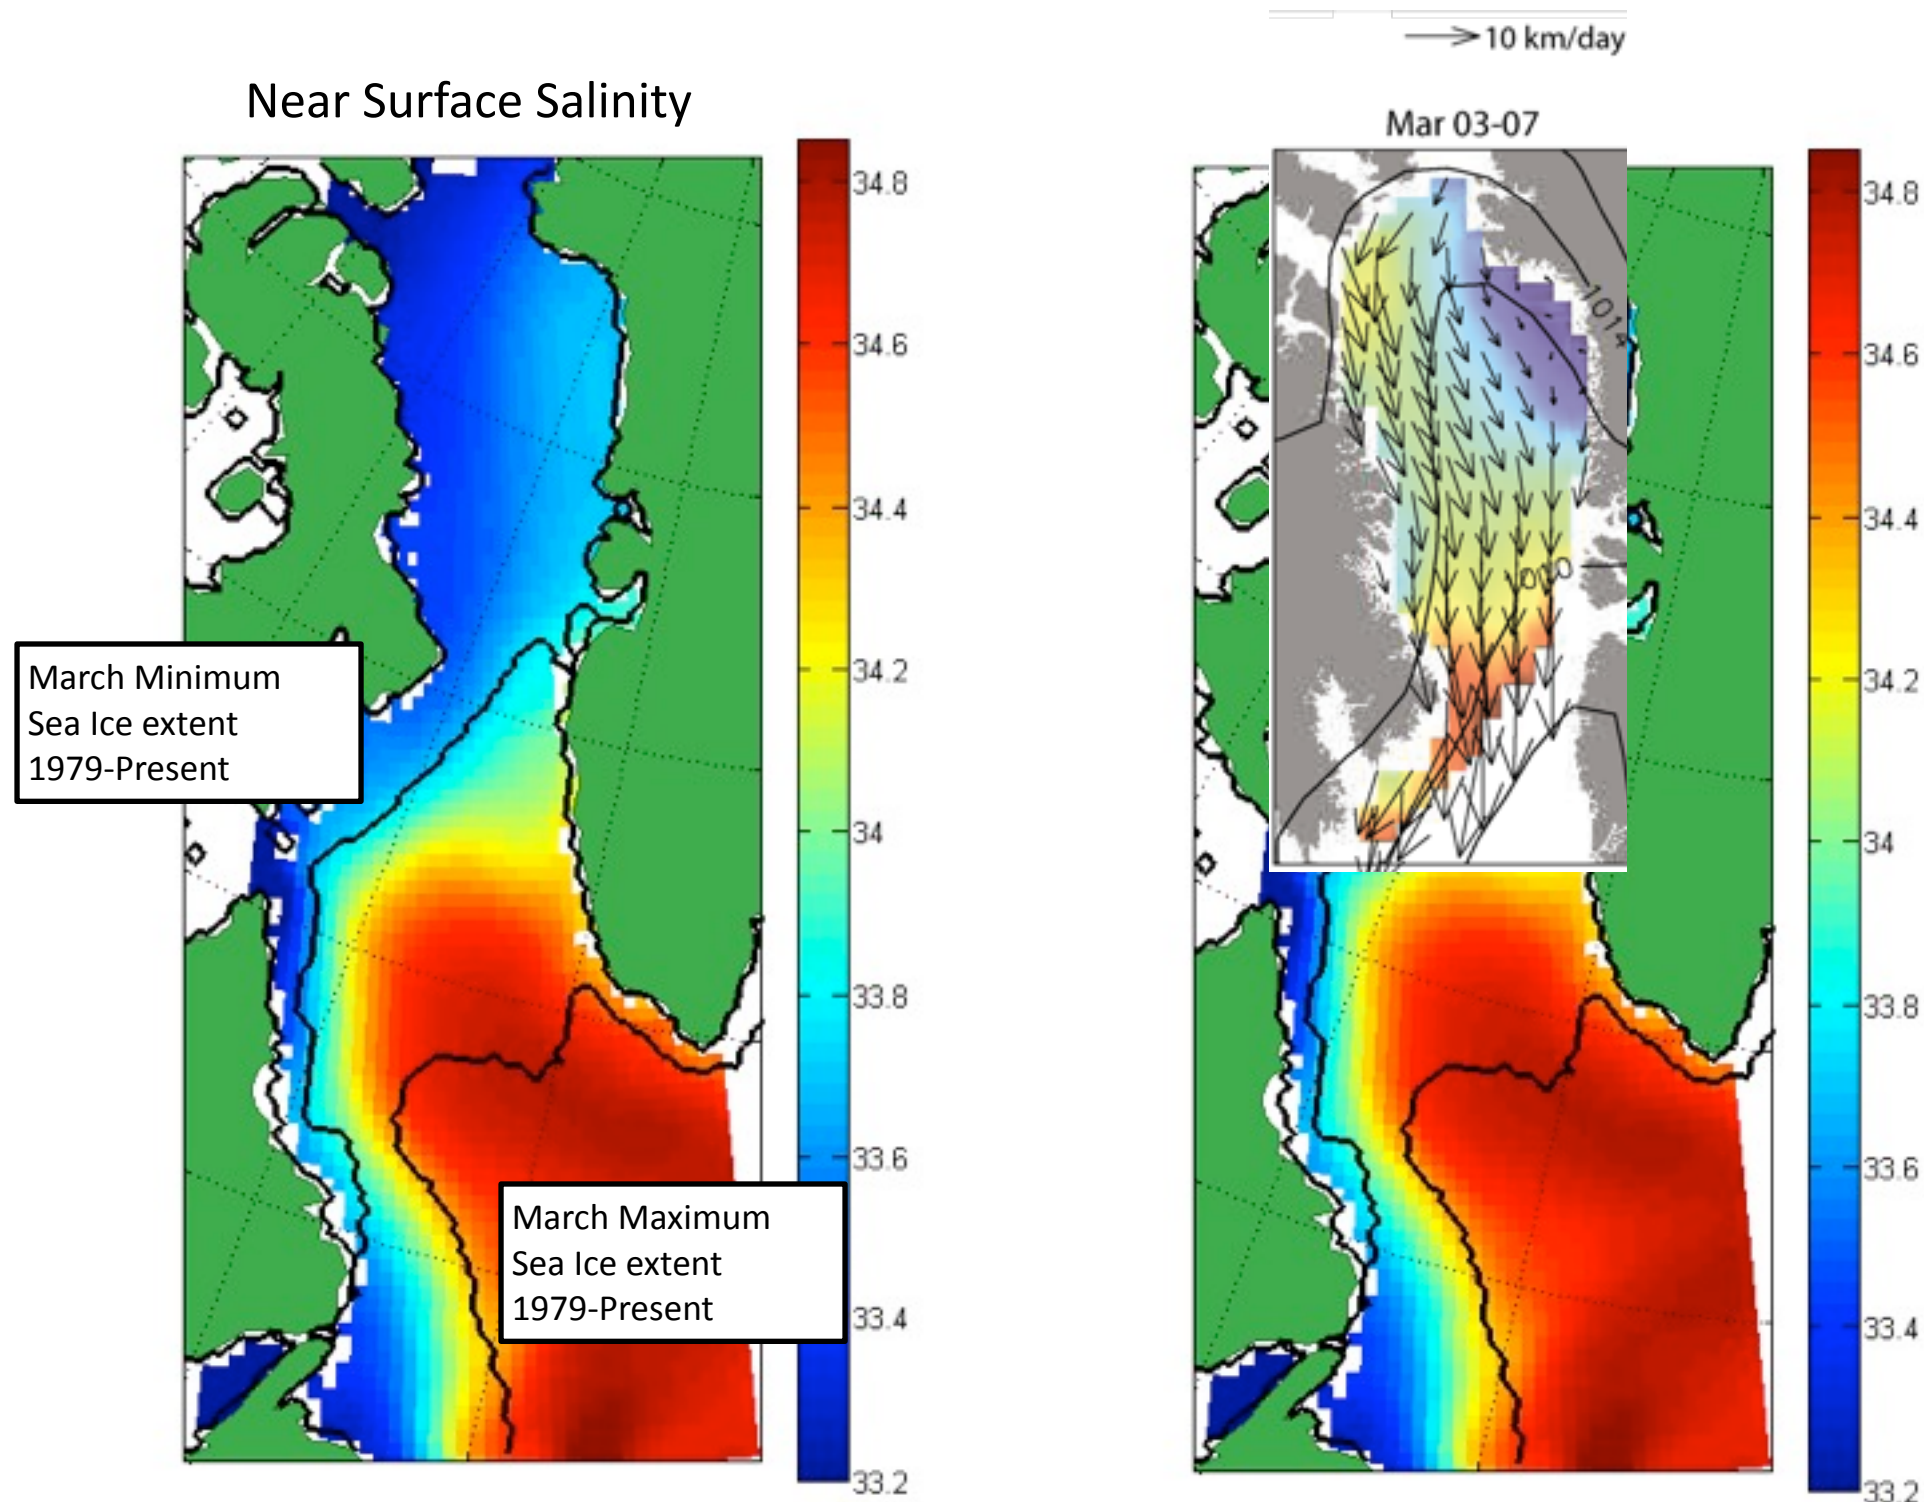 10 km/day
Near Surface Salinity
Mar 03-07
34.8
34.6
34.4
34.2
34
33.8
33.6
33.4
33.2
March Minimum
Sea Ice extent
1979-Present
March Maximum
Sea Ice extent
1979-Present
1014
1010
34.8
34.6
34.4
34.2
34
33.8
33.6
33.4
33.2